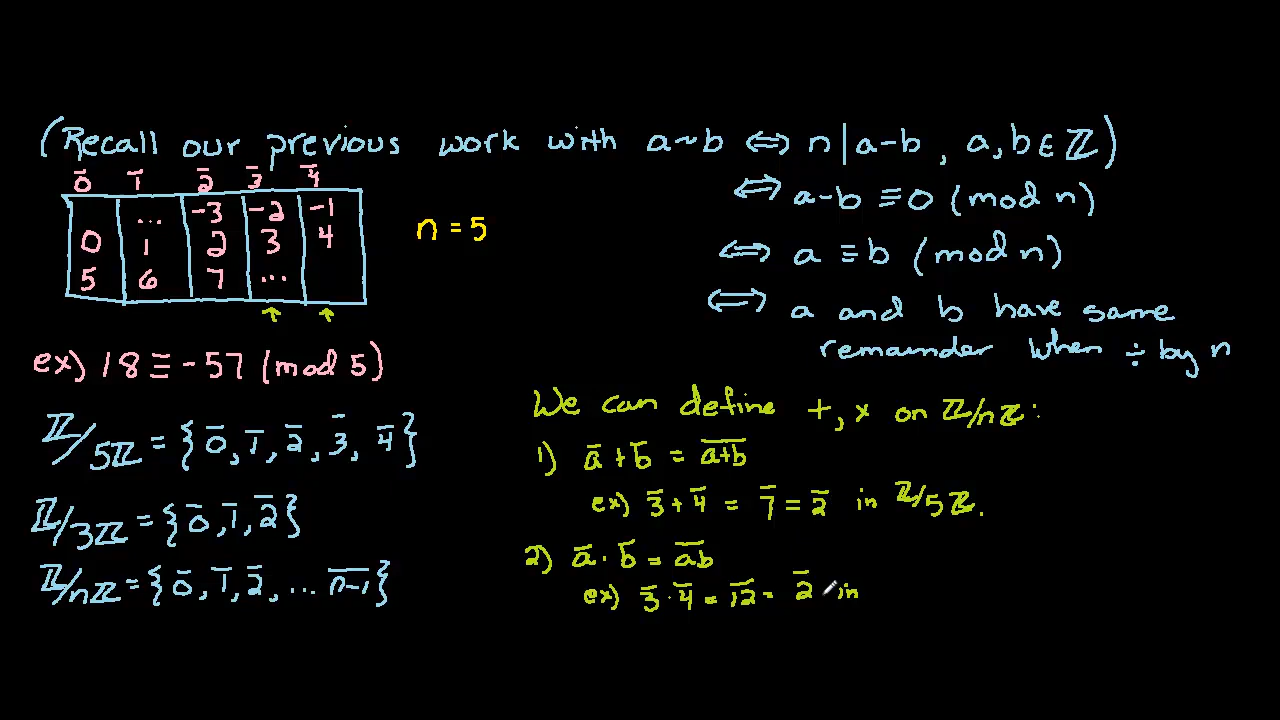 (Recall our previous work with a~b ⇔ n | a-b , a, b ∈ ℤ)
⇔ a-b ≡ 0 (mod n)
⇔ a ≡ b (mod n)
⇔ a and b have same
remainder when ÷ by n
0̅ 1̅ 2̅ 3̅ 4̅
... -3 -2 -1
0 1 2 3 4
5 6 7 ...
↑ ↑
n = 5
ex) 18 ≡ -57 (mod 5)
ℤ/5ℤ = {0̅, 1̅, 2̅, 3̅, 4̅}
ℤ/3ℤ = {0̅, 1̅, 2̅}
ℤ/nℤ = {0̅, 1̅, 2̅, ... n̅-̅1̅}
We can define +, x on ℤ/nℤ:
1) a̅ + b̅ = a̅+̅b̅
ex) 3̅ + 4̅ = 7̅ = 2̅ in ℤ/5ℤ.
2) a̅ · b̅ = a̅b̅
ex) 3̅ · 4̅ = 1̅2̅ = 2̅ in